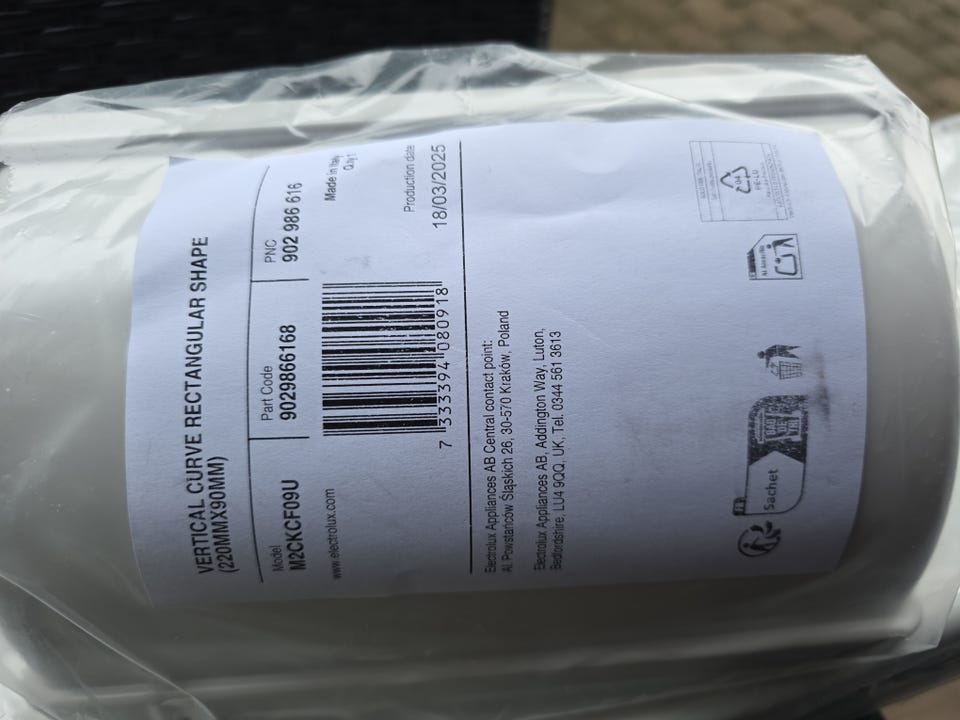 VERTICAL CURVE RECTANGULAR SHAPE
(220MMX90MM)
Model
M2CKCF09U
Part Code
9029866168
PNC
902 986 616
www.electrolux.com
7 333394 080918
Made in Italy
Q.ty 1
Production date
18/03/2025
Electrolux Appliances AB Central contact point:
Al. Powstańców Śląskich 26, 30-570 Kraków, Poland
Electrolux Appliances AB, Addington Way, Luton,
Bedfordshire, LU4 9QQ, UK, Tel. 0344 561 3613
Sachet
04
PE-LD